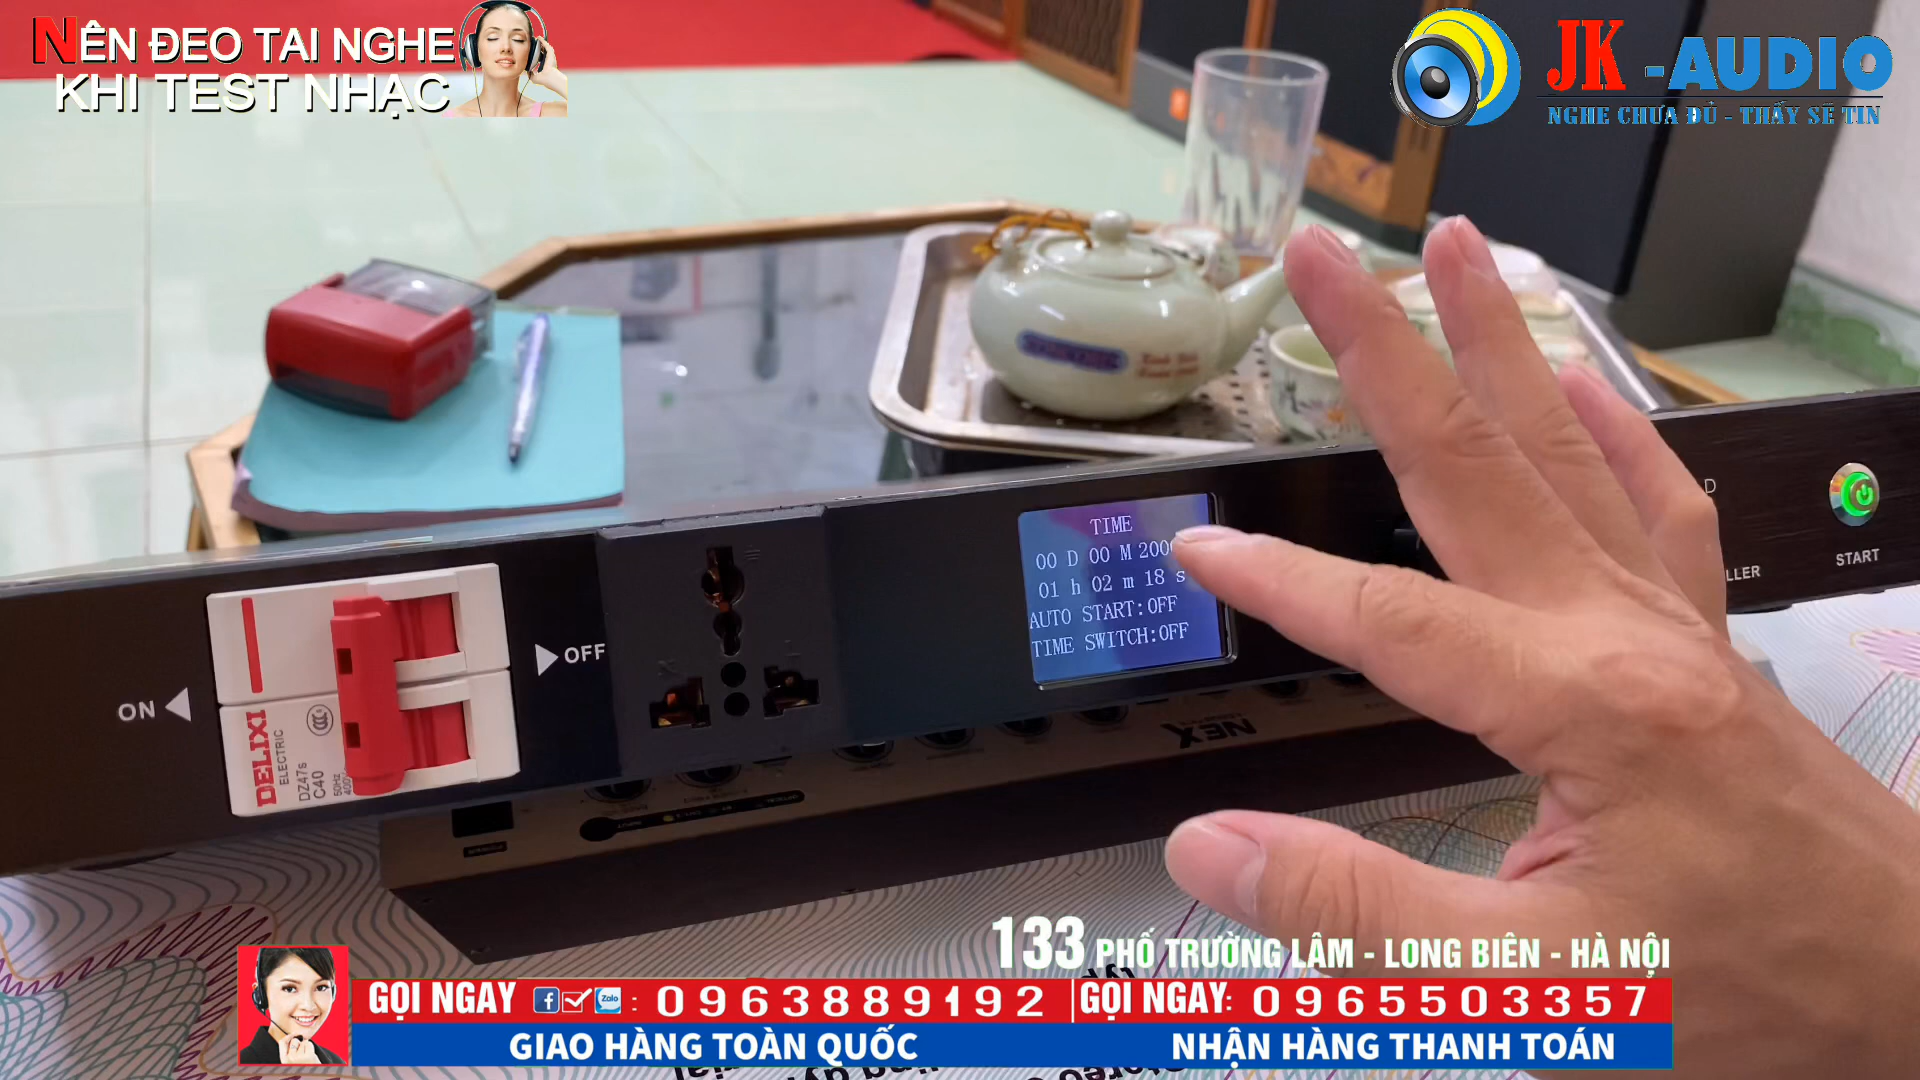 NÊN ĐEO TAI NGHE
KHI TEST NHẠC
JK -AUDIO
NGHE CHƯA ĐỦ - THẤY SẼ TIN
TIME
00 D 00 M 200
01 h 02 m 18 s
AUTO START:OFF
TIME SWITCH:OFF
START
LLER
D
ON
OFF
DELIXI
ELECTRIC
DZ47s
C40
50Hz
NEX
133 PHỐ TRƯỜNG LÂM - LONG BIÊN - HÀ NỘI
GỌI NGAY Zalo : 0963889192
GỌI NGAY: 0965503357
GIAO HÀNG TOÀN QUỐC
NHẬN HÀNG THANH TOÁN